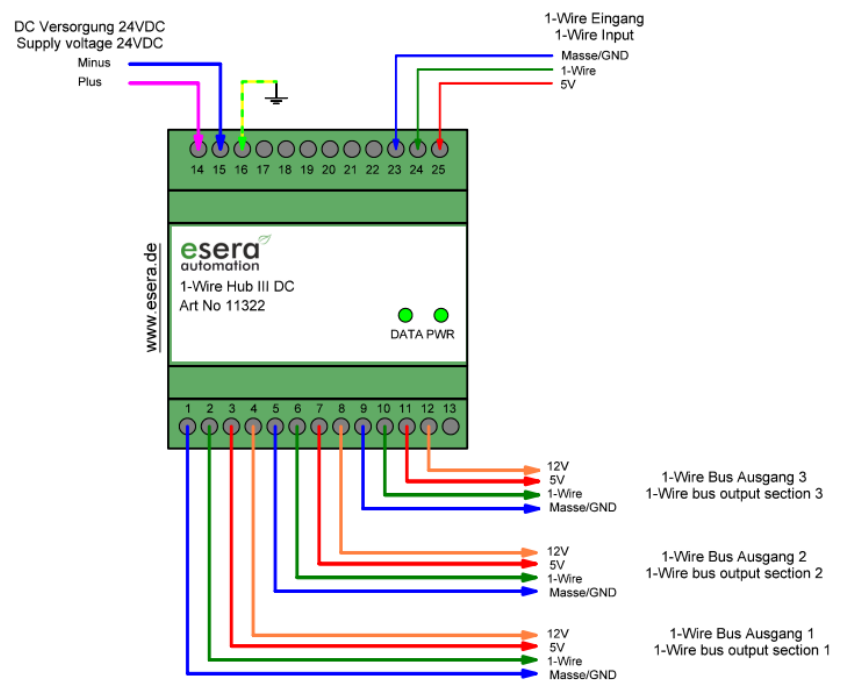 DC Versorgung 24VDC
Supply voltage 24VDC
Minus
Plus
1-Wire Eingang
1-Wire Input
Masse/GND
1-Wire
5V
14 15 16 17 18 19 20 21 22 23 24 25
www.esera.de
esera
automation
1-Wire Hub III DC
Art No 11322
DATA PWR
1 2 3 4 5 6 7 8 9 10 11 12 13
12V
5V
1-Wire
Masse/GND
1-Wire Bus Ausgang 3
1-Wire bus output section 3
12V
5V
1-Wire
Masse/GND
1-Wire Bus Ausgang 2
1-Wire bus output section 2
12V
5V
1-Wire
Masse/GND
1-Wire Bus Ausgang 1
1-Wire bus output section 1